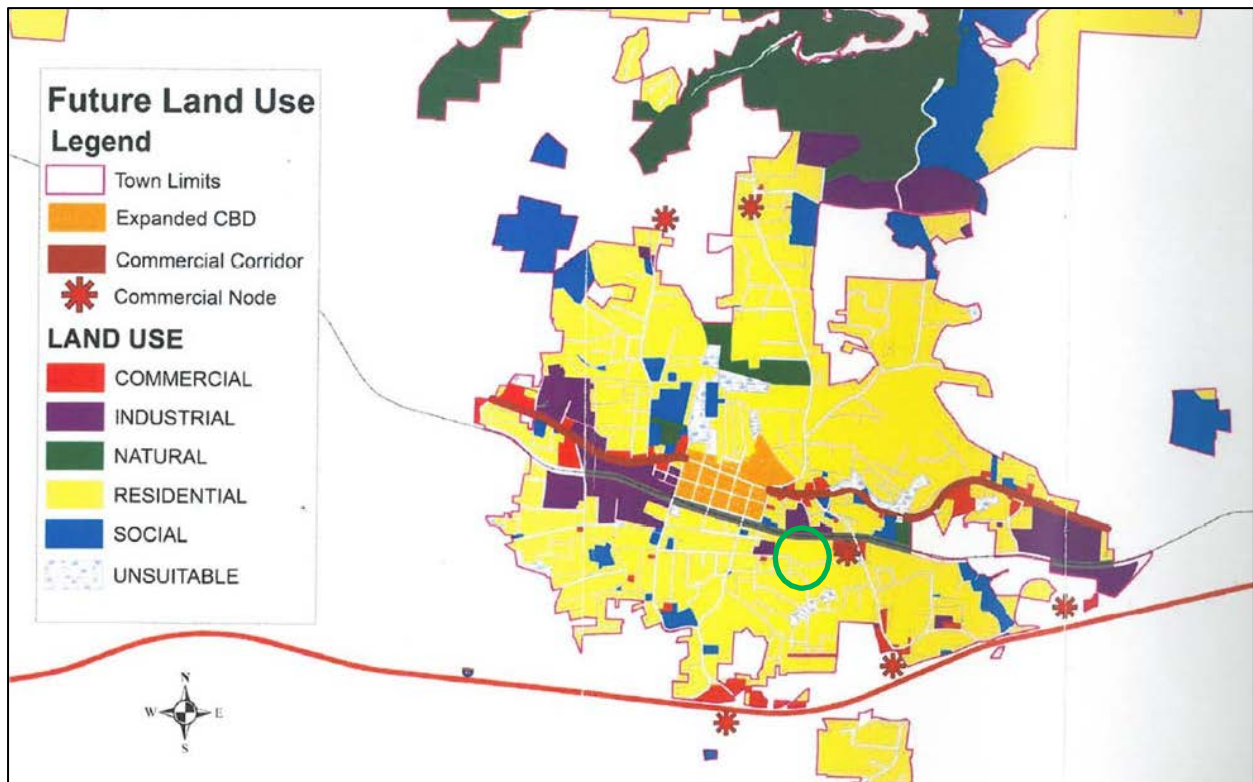 Future Land Use
Legend
Town Limits
Expanded CBD
Commercial Corridor
Commercial Node
LAND USE
COMMERCIAL
INDUSTRIAL
NATURAL
RESIDENTIAL
SOCIAL
UNSUITABLE
N
W
E
S